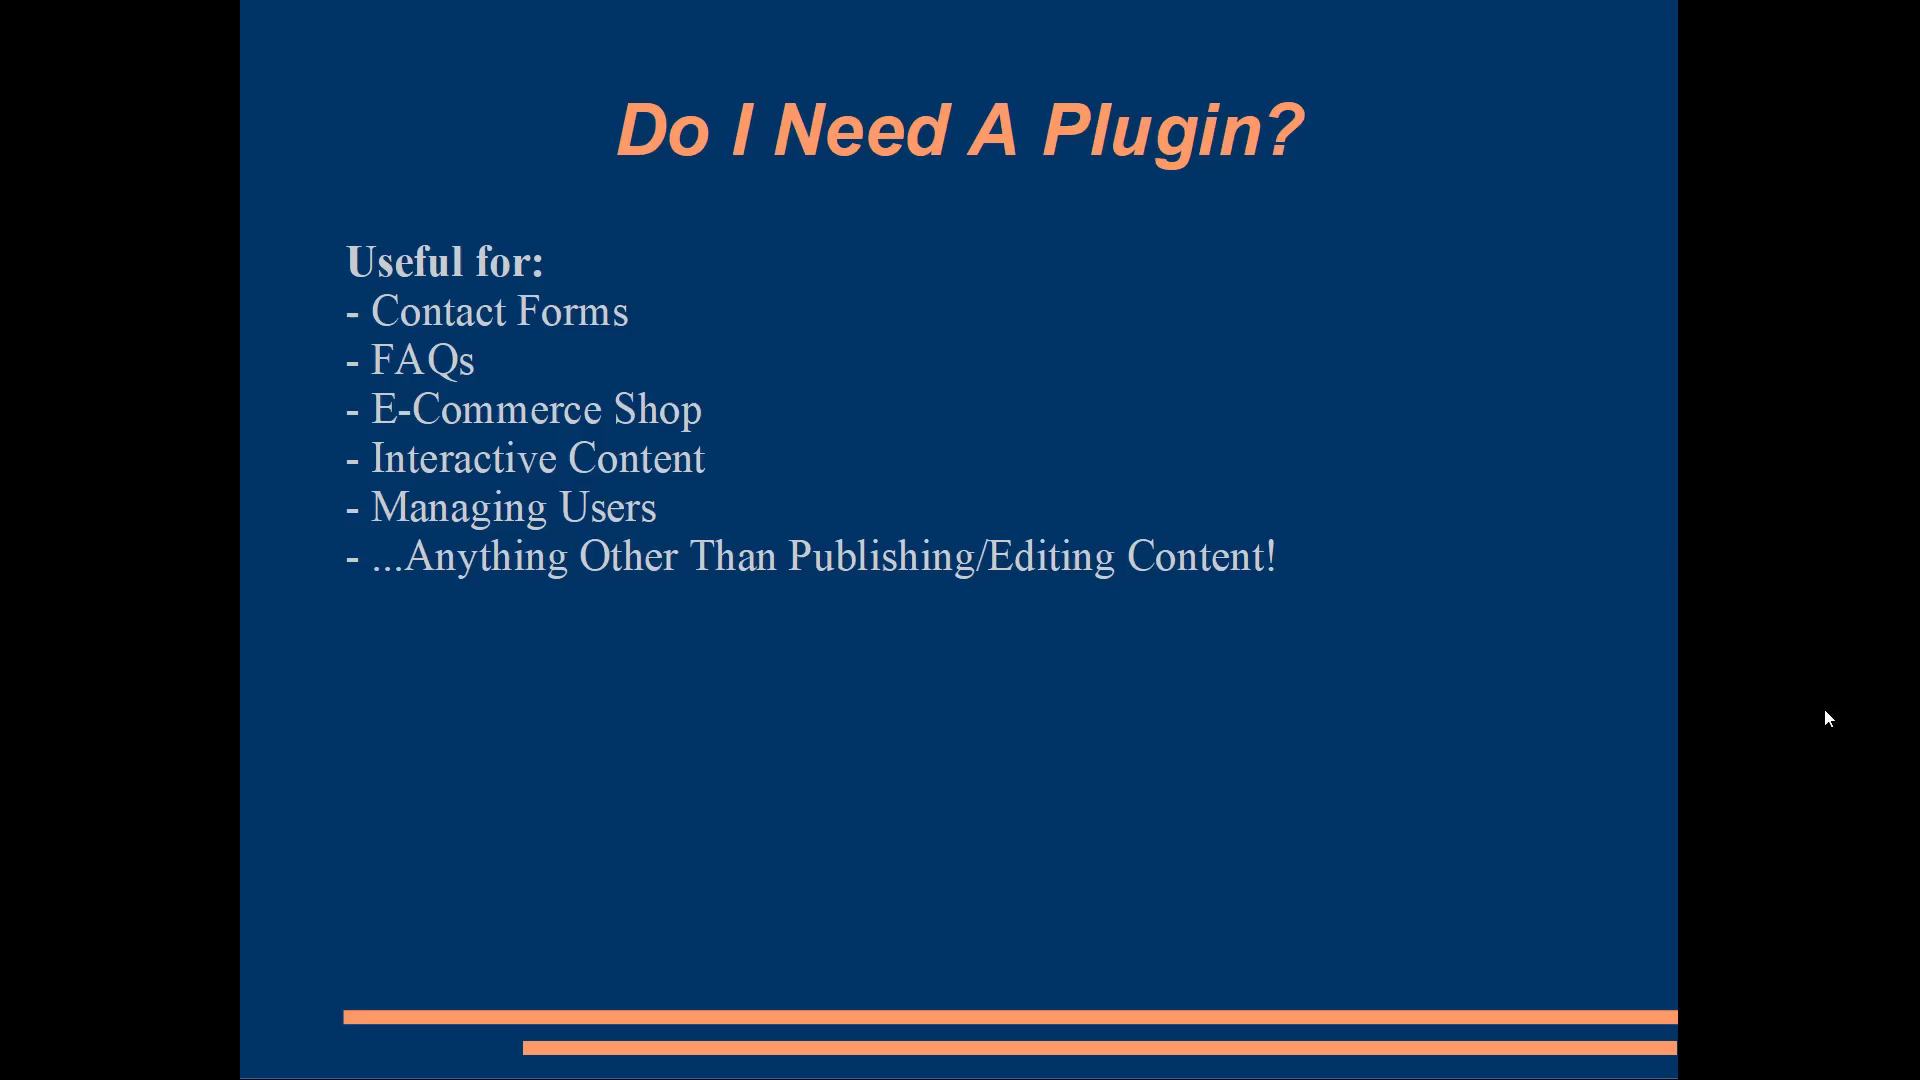 Do I Need A Plugin?
Useful for:
- Contact Forms
- FAQs
- E-Commerce Shop
- Interactive Content
- Managing Users
- ...Anything Other Than Publishing/Editing Content!